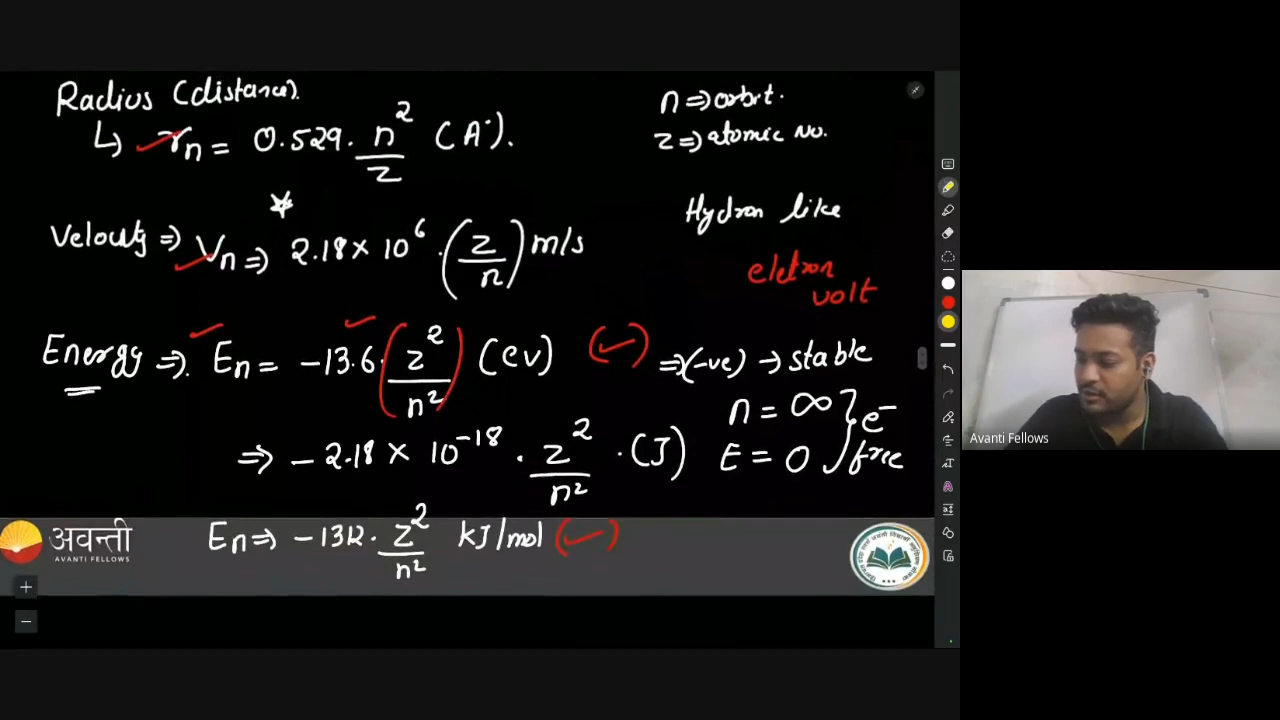 Radius (distance).
↳ rn = 0.529. n²/z (A°).
n ⇒ orbit.
z ⇒ atomic No.
Hydron like
Velocity ⇒ Vn ⇒ 2.18 × 10⁶ . (z/n) m/s
eletron
volt
Energy ⇒. En = -13.6. (z²/n²) (ev) (✓) ⇒ (-ve) → stable
n = ∞ } e⁻
⇒ - 2.18 × 10⁻¹⁸ . z²/n² . (J) E = 0 } free
En ⇒ -1312. z²/n² kJ/mol (✓)
अवन्ती
AVANTI FELLOWS
Avanti Fellows